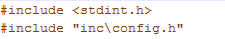 #include <stdint.h>
#include "inc\config.h"